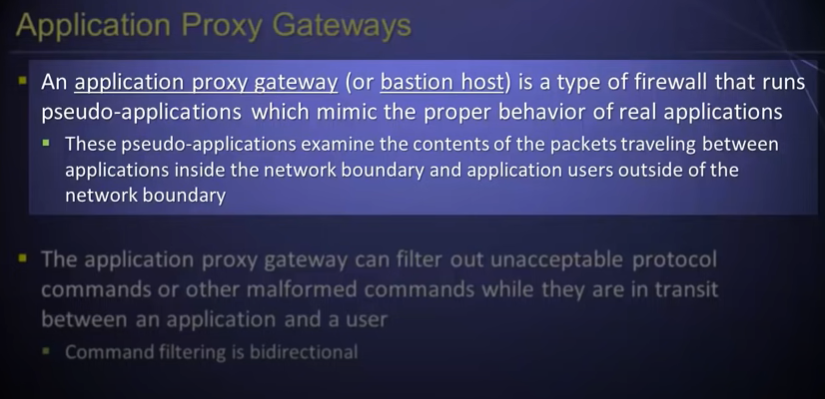 Application Proxy Gateways
An application proxy gateway (or bastion host) is a type of firewall that runs
pseudo-applications which mimic the proper behavior of real applications
These pseudo-applications examine the contents of the packets traveling between
applications inside the network boundary and application users outside of the
network boundary
The application proxy gateway can filter out unacceptable protocol
commands or other malformed commands while they are in transit
between an application and a user
Command filtering is bidirectional